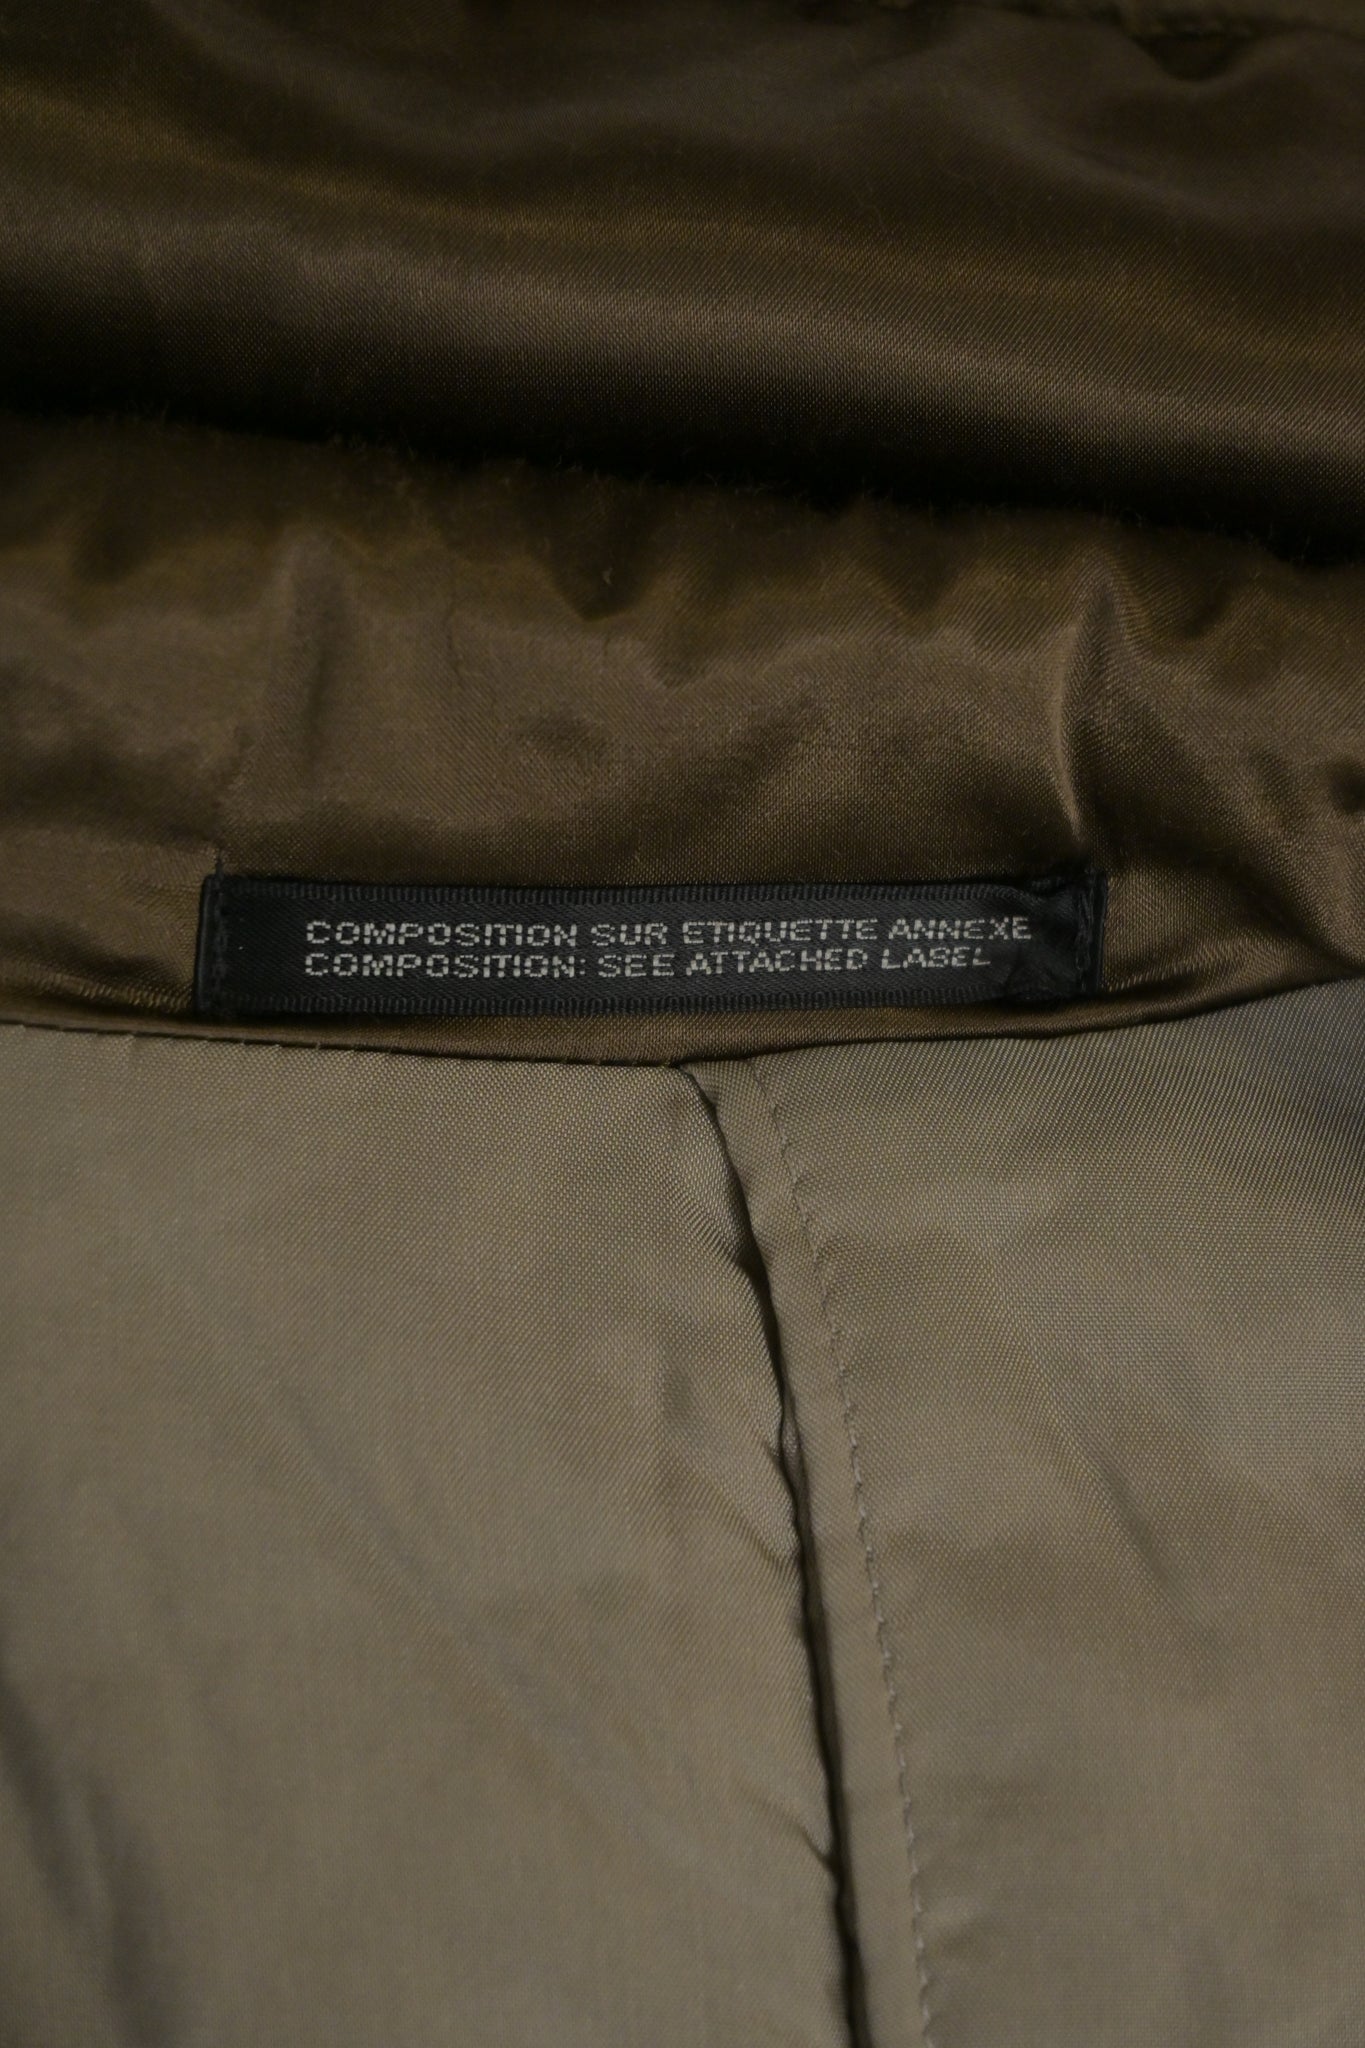 COMPOSITION SUR ETIQUETTE ANNEXE
COMPOSITION: SEE ATTACHED LABEL